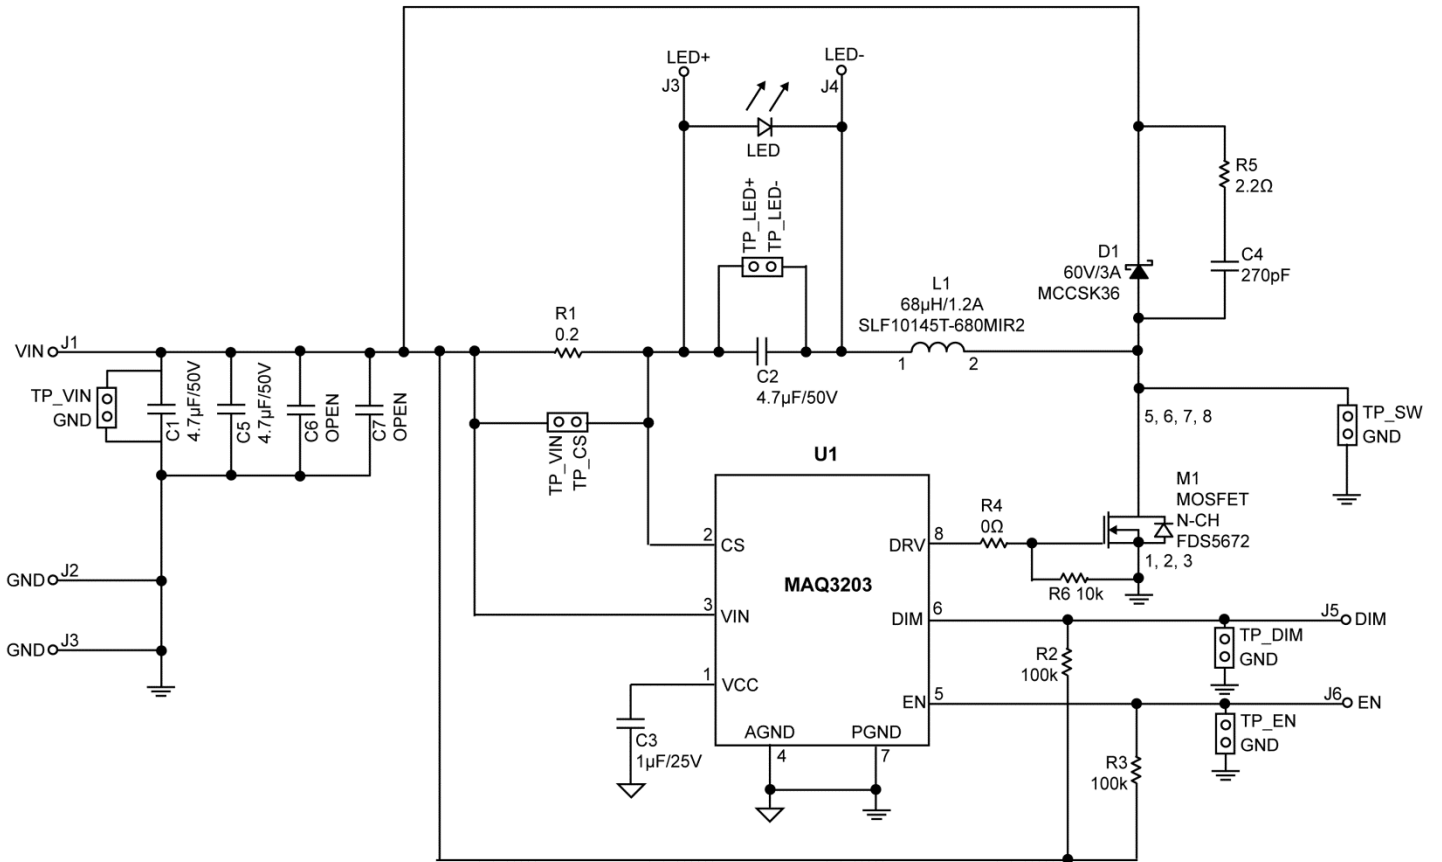 LED+
J3
LED-
J4
LED
TP_LED+
TP_LED-
R5
2.2Ω
C4
270pF
D1
60V/3A
MCCSK36
L1
68µH/1.2A
SLF10145T-680MIR2
1
2
R1
0.2
C2
4.7µF/50V
VIN
J1
TP_VIN
GND
C1
4.7µF/50V
C5
4.7µF/50V
C6
OPEN
C7
OPEN
TP_VIN
TP_CS
5, 6, 7, 8
TP_SW
GND
U1
M1
MOSFET
N-CH
FDS5672
1, 2, 3
R4
0Ω
R6 10k
2
CS
DRV
8
MAQ3203
3
VIN
DIM
6
1
VCC
EN
5
AGND
4
PGND
7
C3
1µF/25V
GND
J2
GND
J3
J5
DIM
TP_DIM
GND
R2
100k
J6
EN
TP_EN
GND
R3
100k